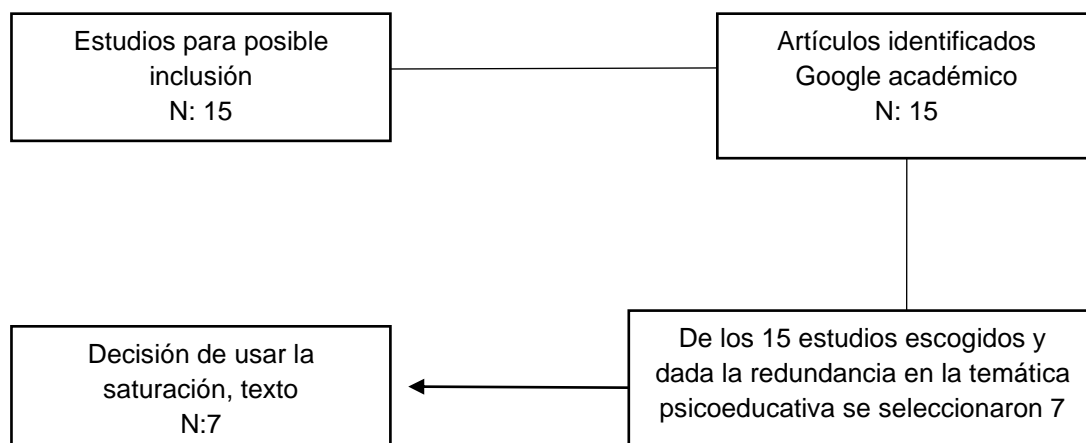 Estudios para posible
inclusión
N: 15
Artículos identificados
Google académico
N: 15
De los 15 estudios escogidos y
dada la redundancia en la temática
psicoeducativa se seleccionaron 7
Decisión de usar la
saturación, texto
N:7